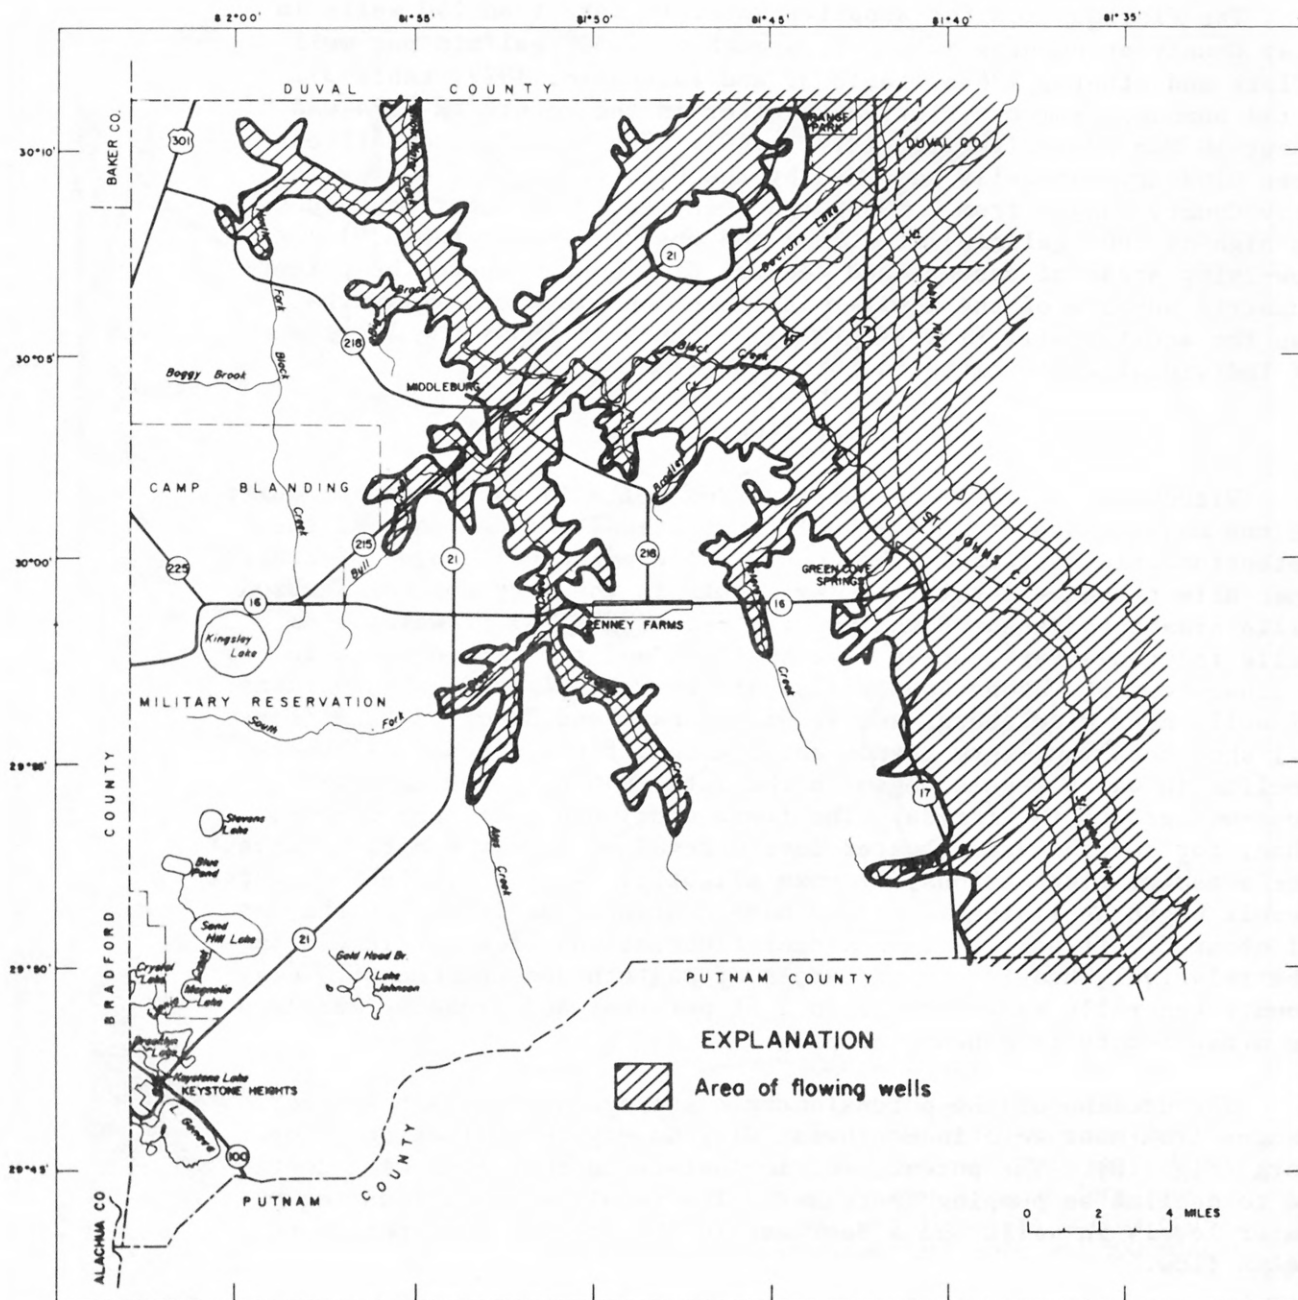 82°00' 81°55' 81°50' 81°45' 81°40' 81°35'
DUVAL COUNTY
BAKER CO.
301
30°10'
ORANGE PARK
DUVAL CO.
Doctors Lake
21
North
Fork
Black
Creek
Brook
218
17
30°05'
Black Creek
Boggy Brook
MIDDLEBURG
Bradley
CAMP BLANDING
ST. JOHNS CO.
215
225
21
218
Bull
30°00'
GREEN COVE SPRINGS
16
16
PENNEY FARMS
Kingsley Lake
Creek
MILITARY RESERVATION
South Fork
Creek
29°55'
17
BRADFORD COUNTY
Stevens Lake
Blue Pond
Ates Creek
St. Johns River
Sand Hill Lake
21
Gold Head Br.
Lake Johnson
29°50'
Crystal Lake
Magnolia Lake
PUTNAM COUNTY
Brooklyn Lake
EXPLANATION
Area of flowing wells
Keystone Lake
KEYSTONE HEIGHTS
L. Geneva
100
29°45'
PUTNAM COUNTY
ALACHUA CO
0 2 4 MILES